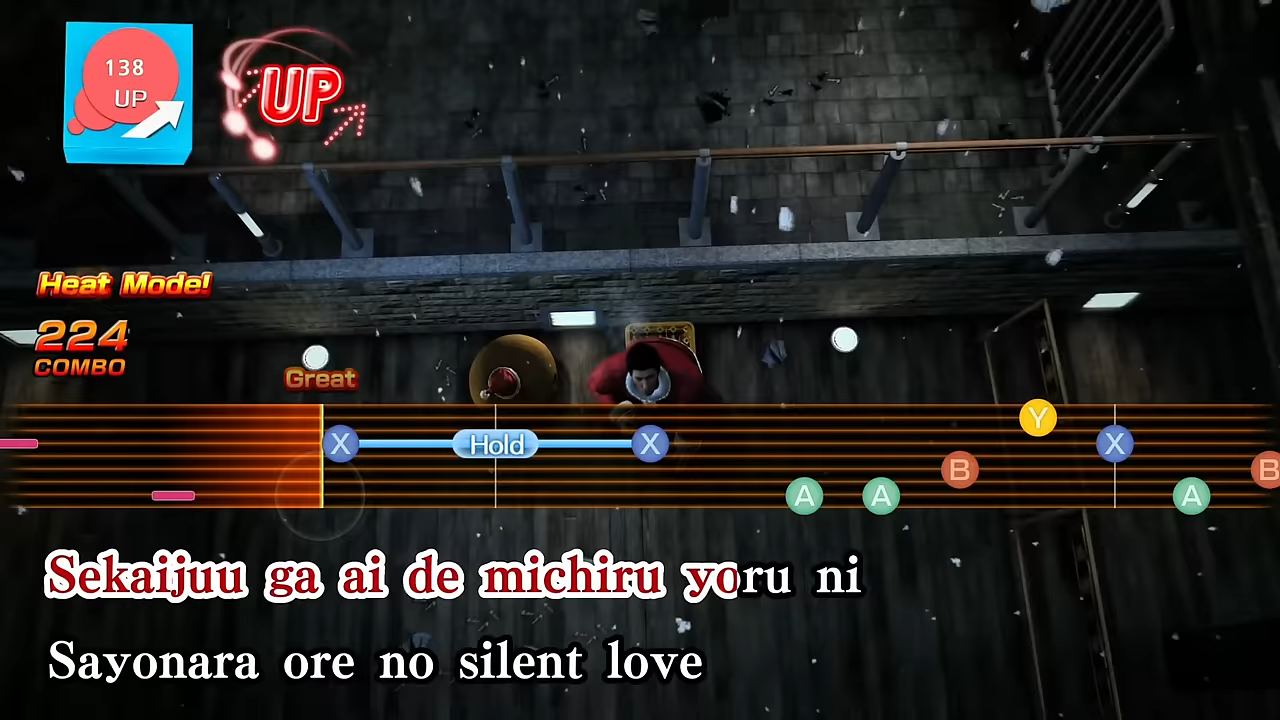 138
UP
UP
Heat Mode!
224
COMBO
Great
X Hold X A A B Y X A B
Sekaijuu ga ai de michiru yoru ni
Sayonara ore no silent love